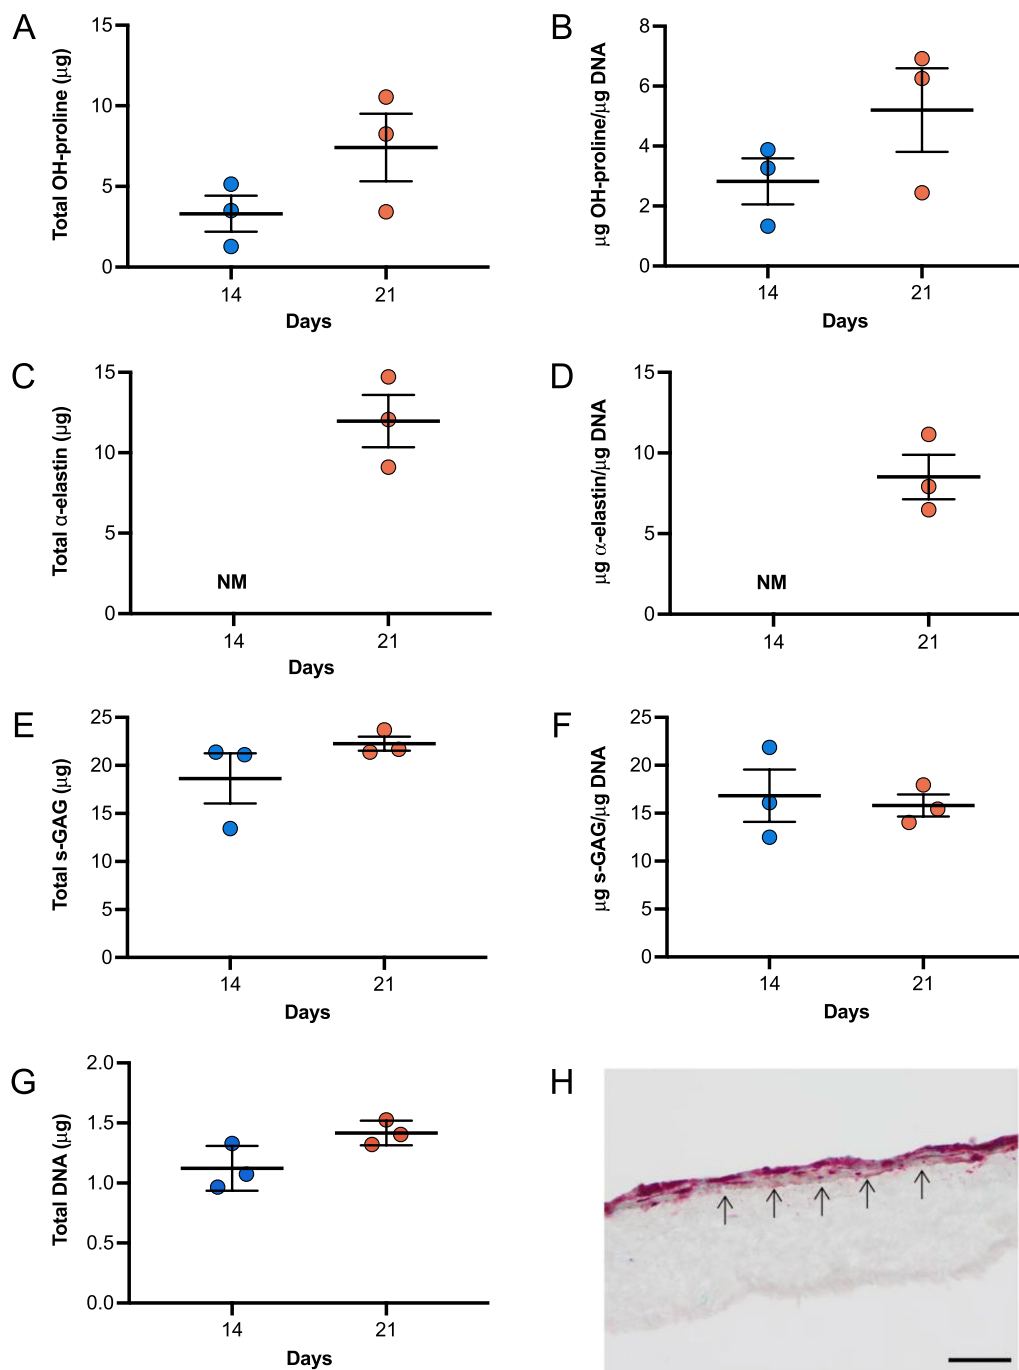 A
Total OH-proline (μg)
15
10
5
0
14
21
Days
B
μg OH-proline/μg DNA
8
6
4
2
0
14
21
Days
C
Total α-elastin (μg)
15
10
5
0
NM
14
21
Days
D
μg α-elastin/μg DNA
15
10
5
0
NM
14
21
E
Total s-GAG (μg)
25
20
15
10
5
0
14
21
Days
F
μg s-GAG/μg DNA
25
20
15
10
5
0
14
21
Days
G
Total DNA (μg)
2.0
1.5
1.0
0.5
0.0
14
21
Days
H